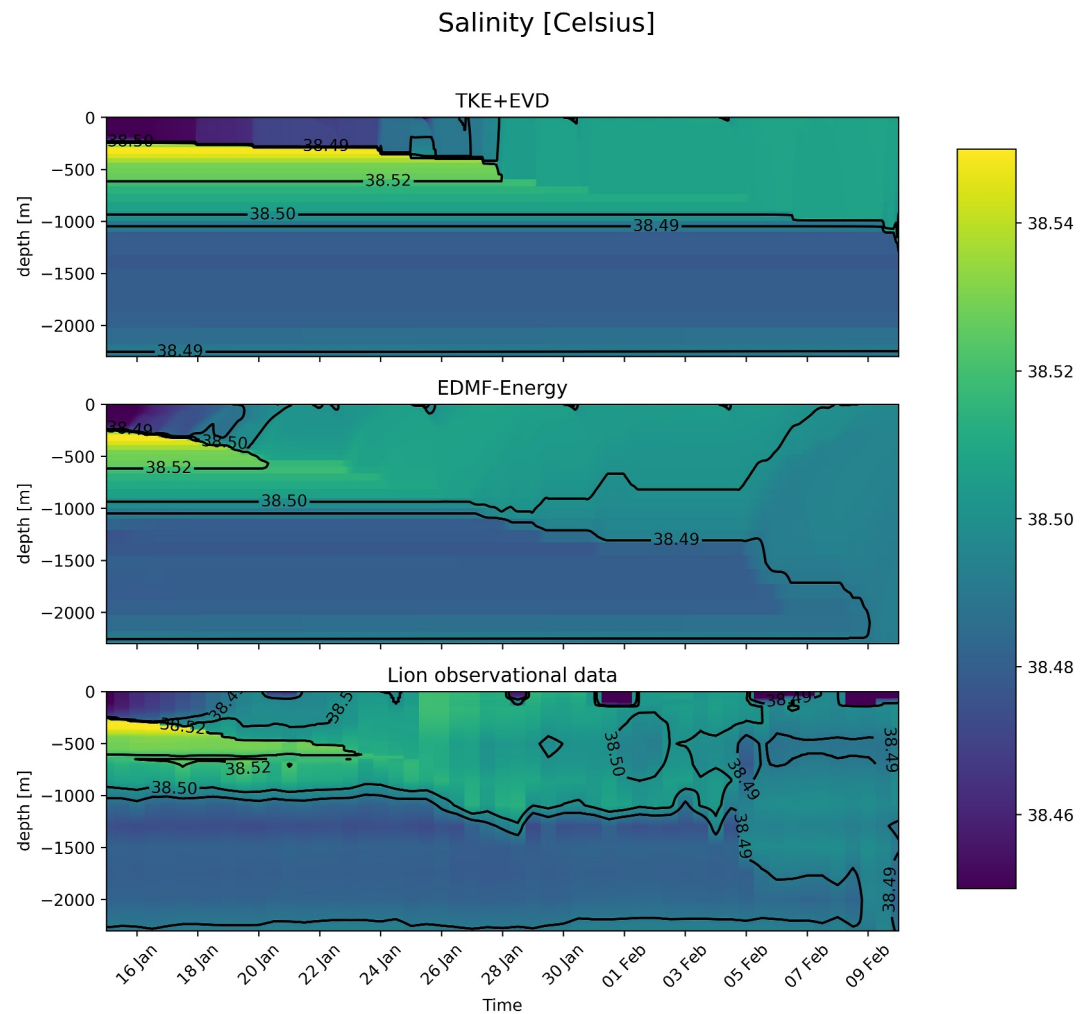 Salinity [Celsius]
TKE+EVD
0
−500
−1000
−1500
−2000
depth [m]
38.50
38.49
38.52
38.50
38.49
38.49
EDMF-Energy
0
−500
−1000
−1500
−2000
depth [m]
38.49
38.50
38.52
38.50
38.49
Lion observational data
0
−500
−1000
−1500
−2000
depth [m]
38.52
38.52
38.50
38.50
38.49
38.49
38.49
38.49
38.49
16 Jan
18 Jan
20 Jan
22 Jan
24 Jan
26 Jan
28 Jan
30 Jan
01 Feb
03 Feb
05 Feb
07 Feb
09 Feb
Time
38.54
38.52
38.50
38.48
38.46